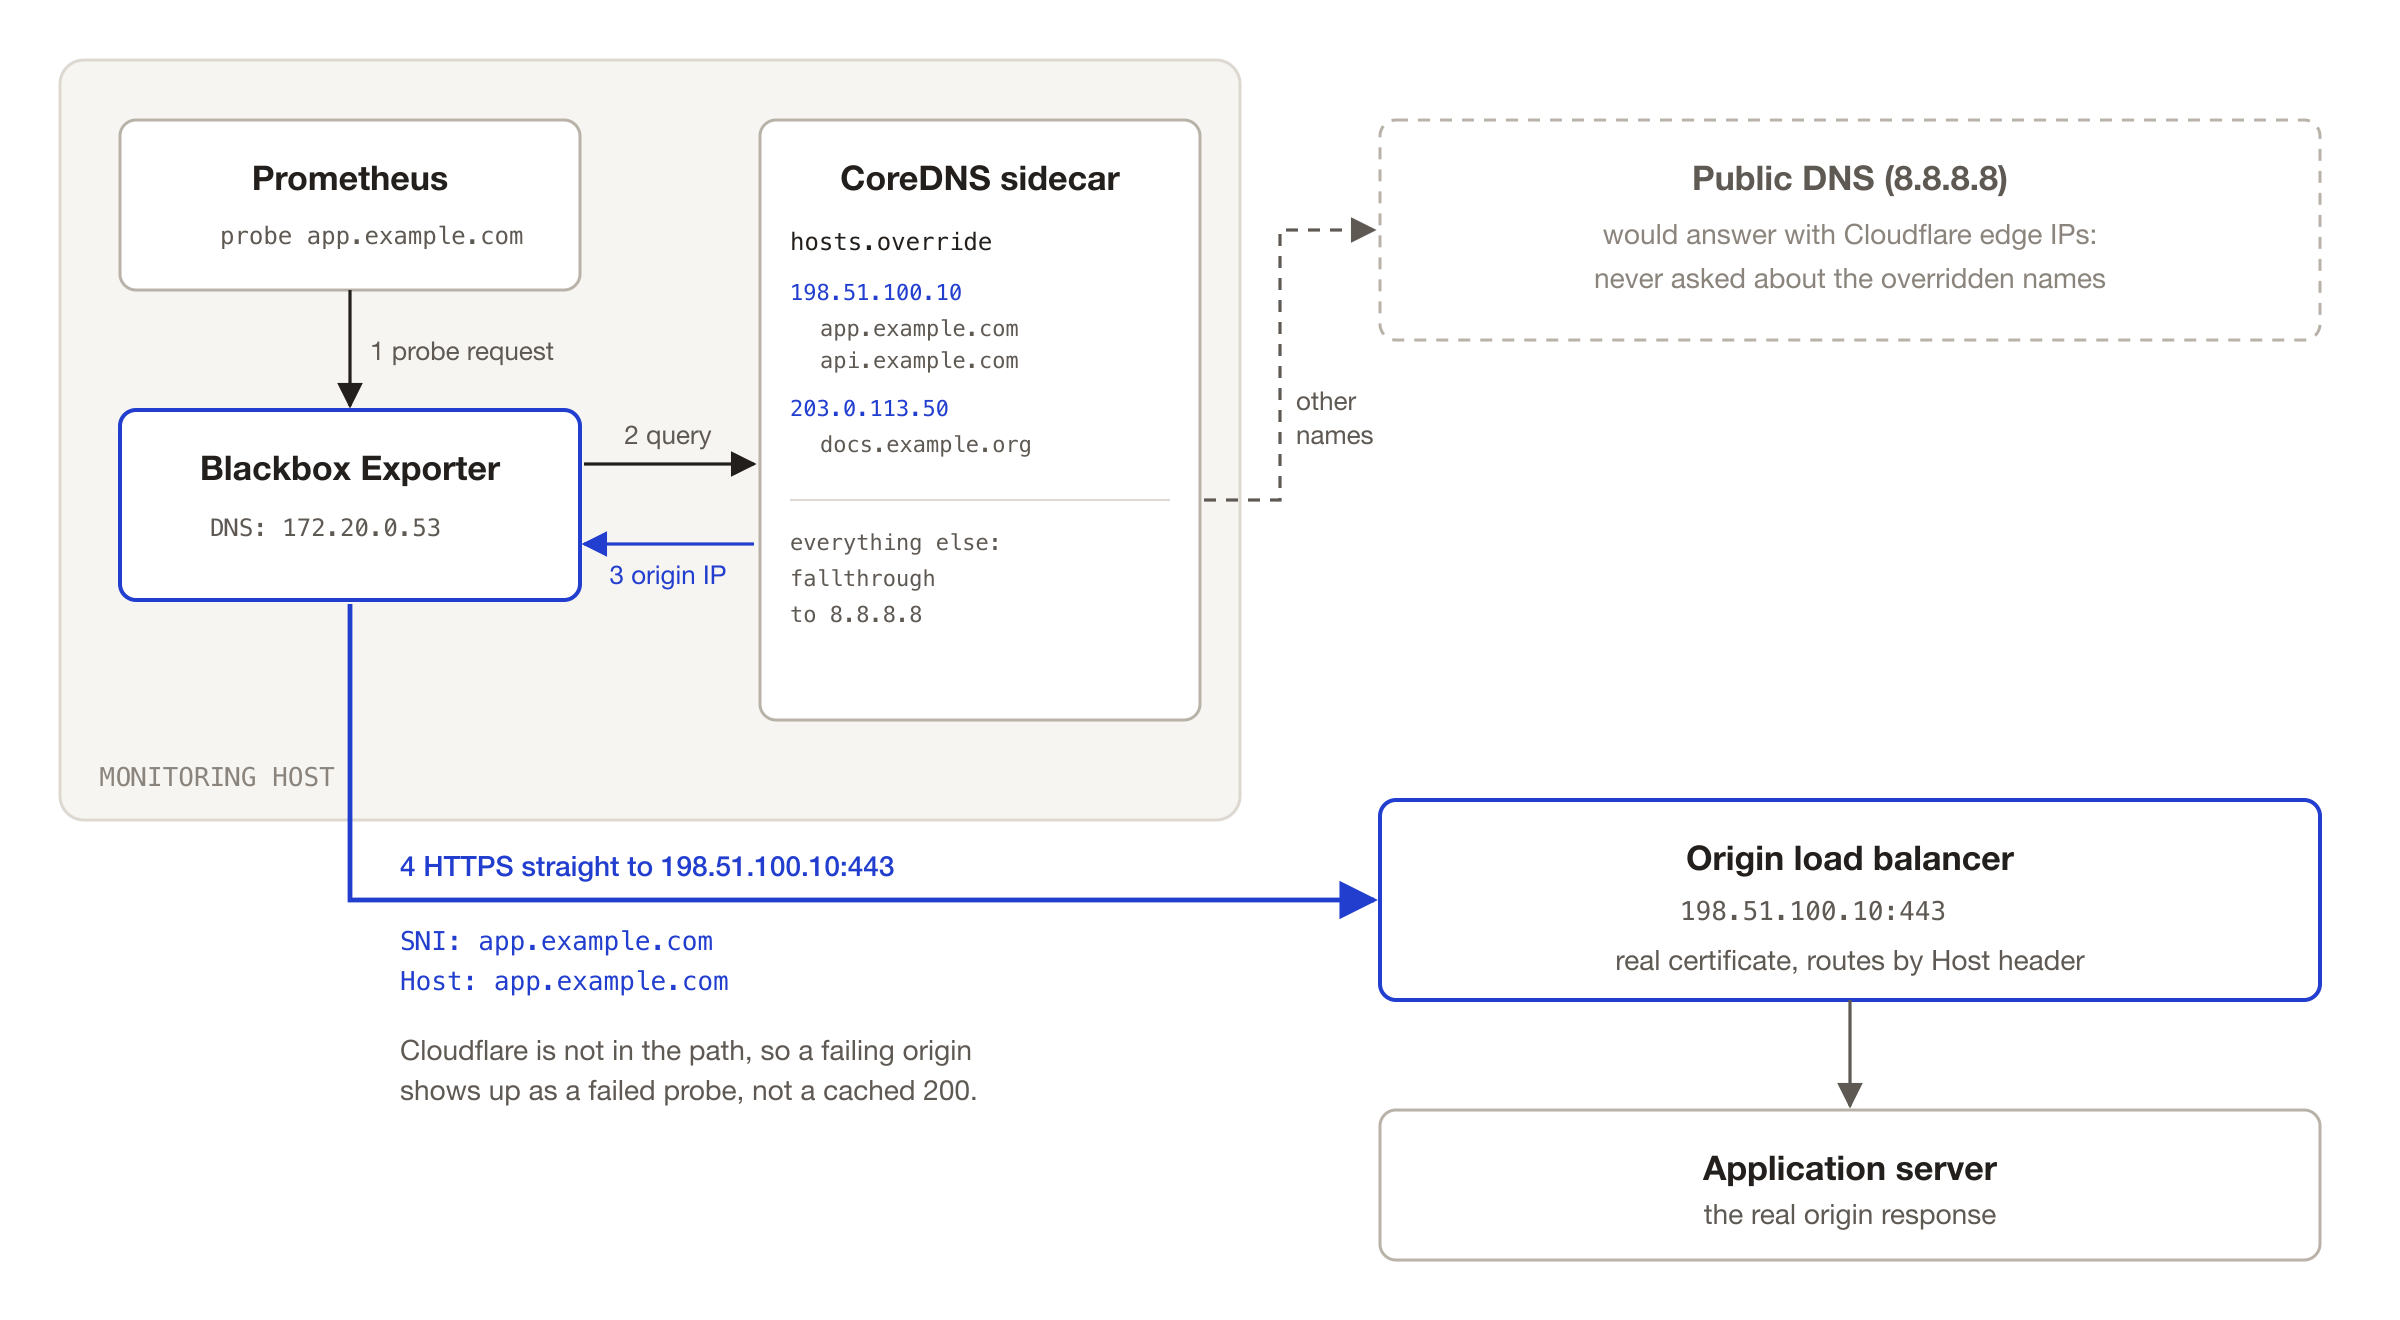 Prometheus
probe app.example.com
1 probe request
Blackbox Exporter
DNS: 172.20.0.53
2 query
3 origin IP
CoreDNS sidecar
hosts.override
198.51.100.10
app.example.com
api.example.com
203.0.113.50
docs.example.org
everything else:
fallthrough
to 8.8.8.8
MONITORING HOST
other
names
Public DNS (8.8.8.8)
would answer with Cloudflare edge IPs:
never asked about the overridden names
4 HTTPS straight to 198.51.100.10:443
SNI: app.example.com
Host: app.example.com
Cloudflare is not in the path, so a failing origin
shows up as a failed probe, not a cached 200.
Origin load balancer
198.51.100.10:443
real certificate, routes by Host header
Application server
the real origin response